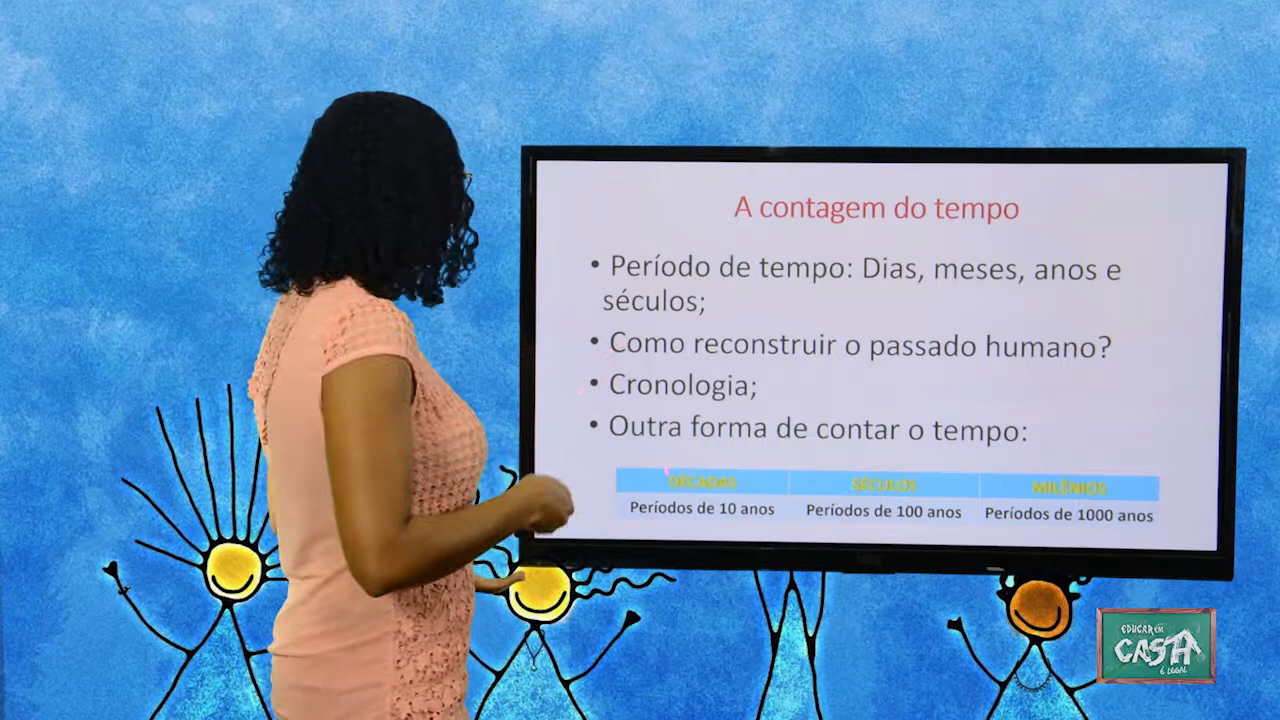 A contagem do tempo
• Período de tempo: Dias, meses, anos e
séculos;
• Como reconstruir o passado humano?
• Cronologia;
• Outra forma de contar o tempo:
DÉCADAS SÉCULOS MILÊNIOS
Períodos de 10 anos Períodos de 100 anos Períodos de 1000 anos
EDUCAR EM
CASA
É LEGAL